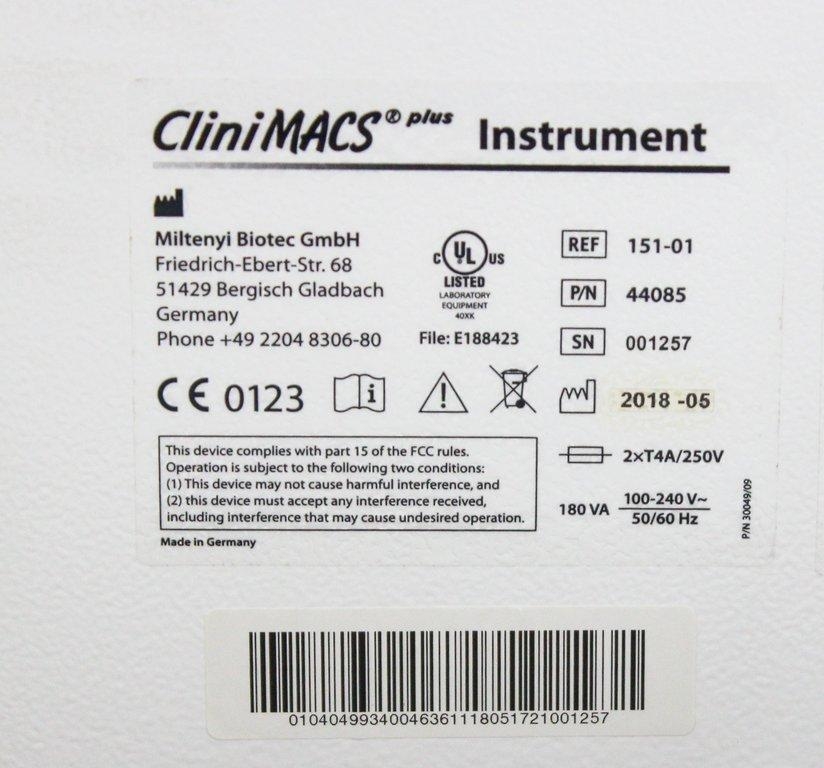 CliniMACS® plus Instrument
Miltenyi Biotec GmbH
Friedrich-Ebert-Str. 68
51429 Bergisch Gladbach
Germany
Phone +49 2204 8306-80
C UL US
LISTED
LABORATORY
EQUIPMENT
40XK
File: E188423
REF 151-01
P/N 44085
SN 001257
CE 0123
i
!
2018 -05
This device complies with part 15 of the FCC rules.
Operation is subject to the following two conditions:
(1) This device may not cause harmful interference, and
(2) this device must accept any interference received,
including interference that may cause undesired operation.
2×T4A/250V
180 VA 100-240 V~
50/60 Hz
P/N 30049/09
Made in Germany
01040499340046361118051721001257